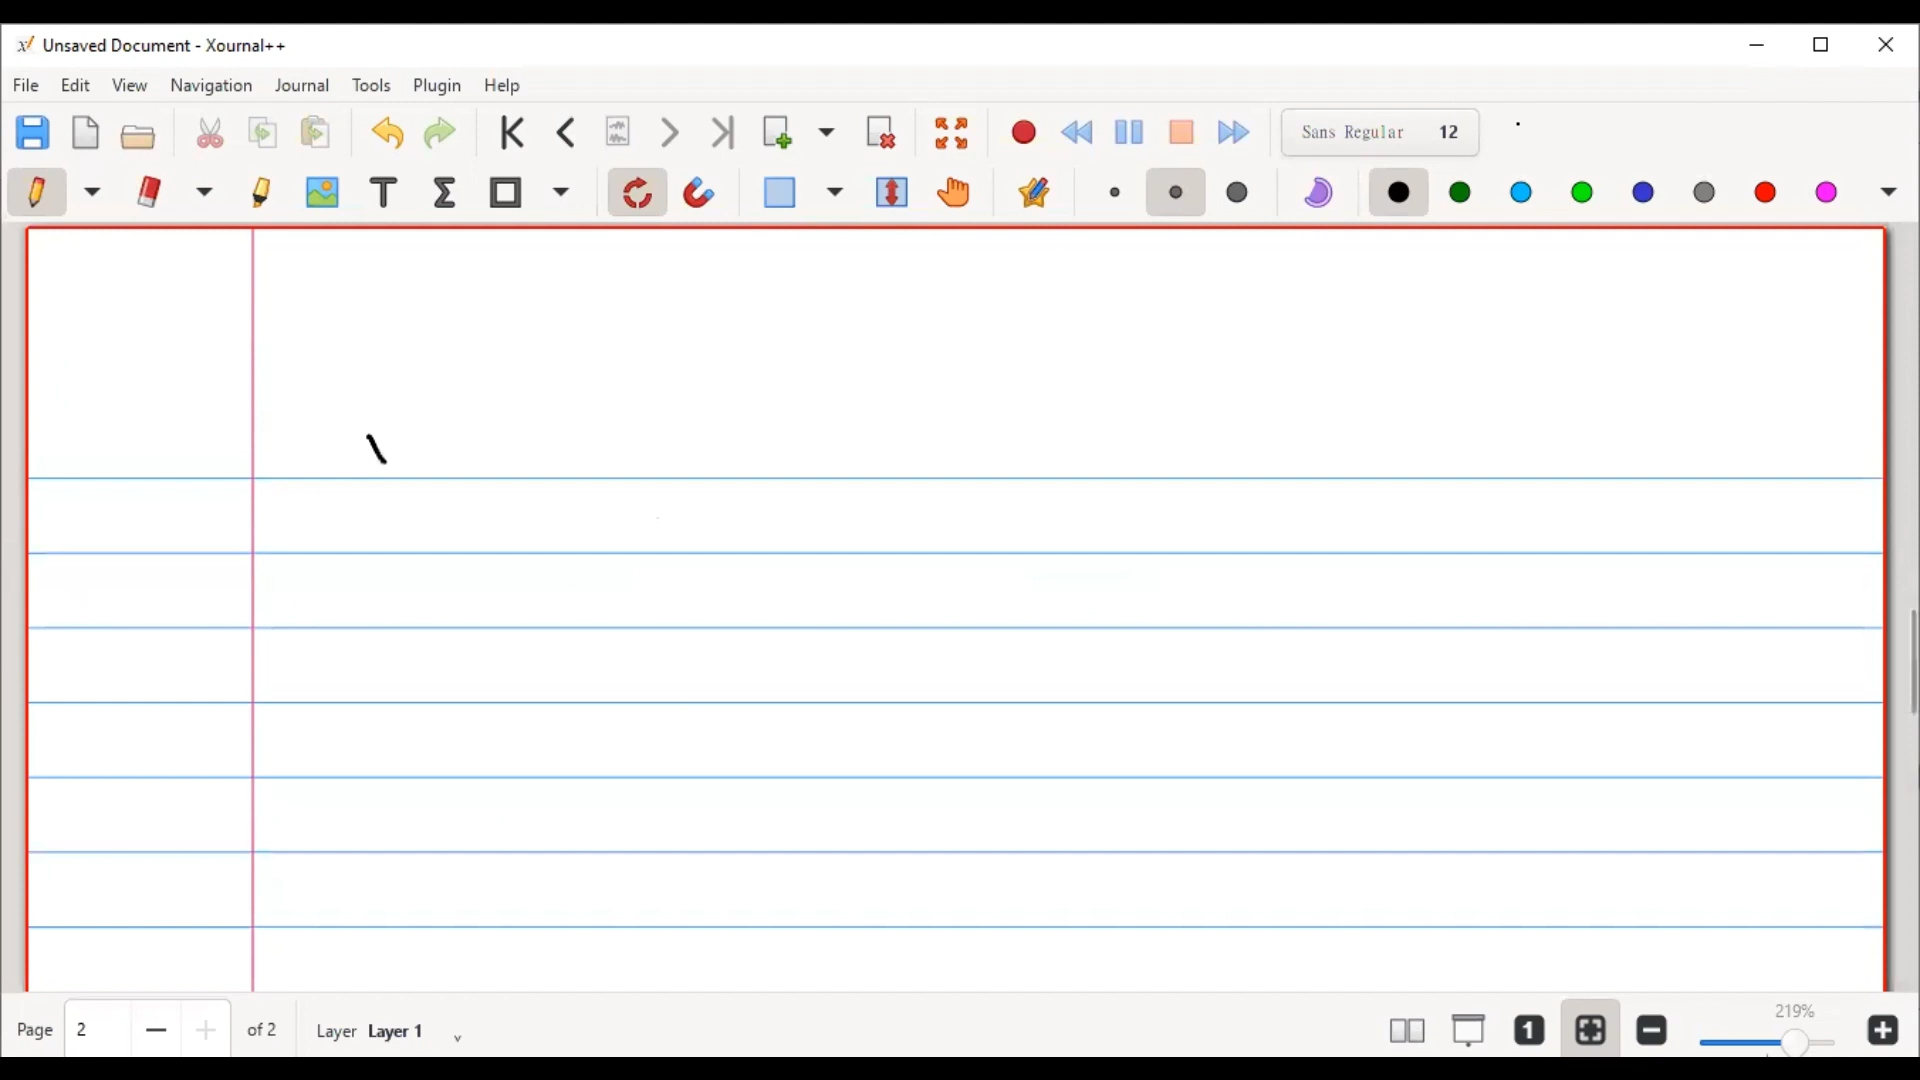 Unsaved Document - Xournal++
File Edit View Navigation Journal Tools Plugin Help
Sans Regular 12
219%
Page 2 of 2 Layer Layer 1